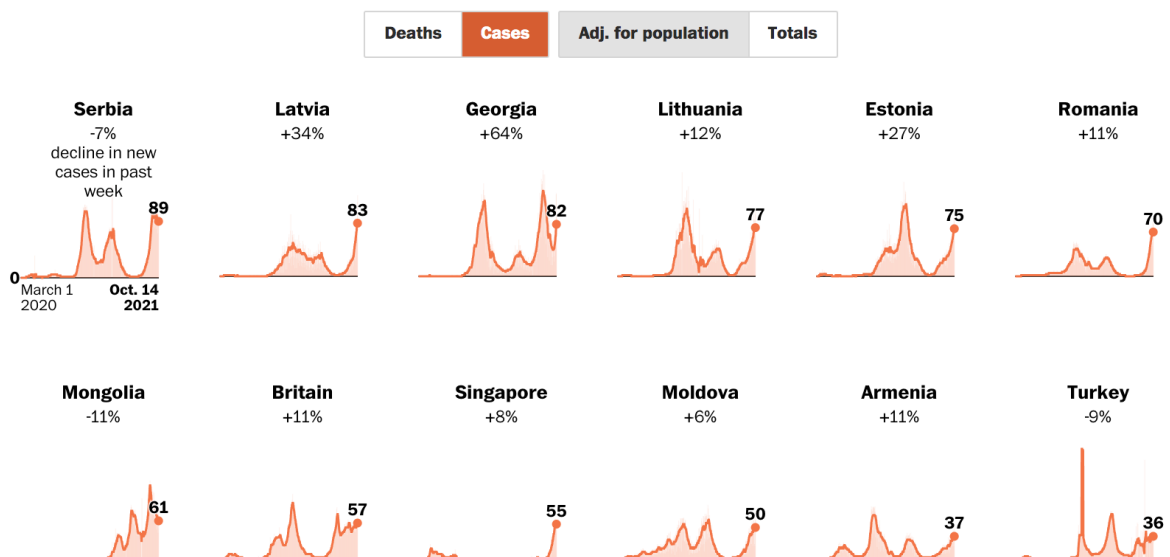 Deaths Cases Adj. for population Totals
Serbia Latvia Georgia Lithuania Estonia Romania
-7% +34% +64% +12% +27% +11%
decline in new
cases in past
week
89 83 82 77 75 70
0
March 1 Oct. 14
2020 2021
Mongolia Britain Singapore Moldova Armenia Turkey
-11% +11% +8% +6% +11% -9%
61 57 55 50 37 36